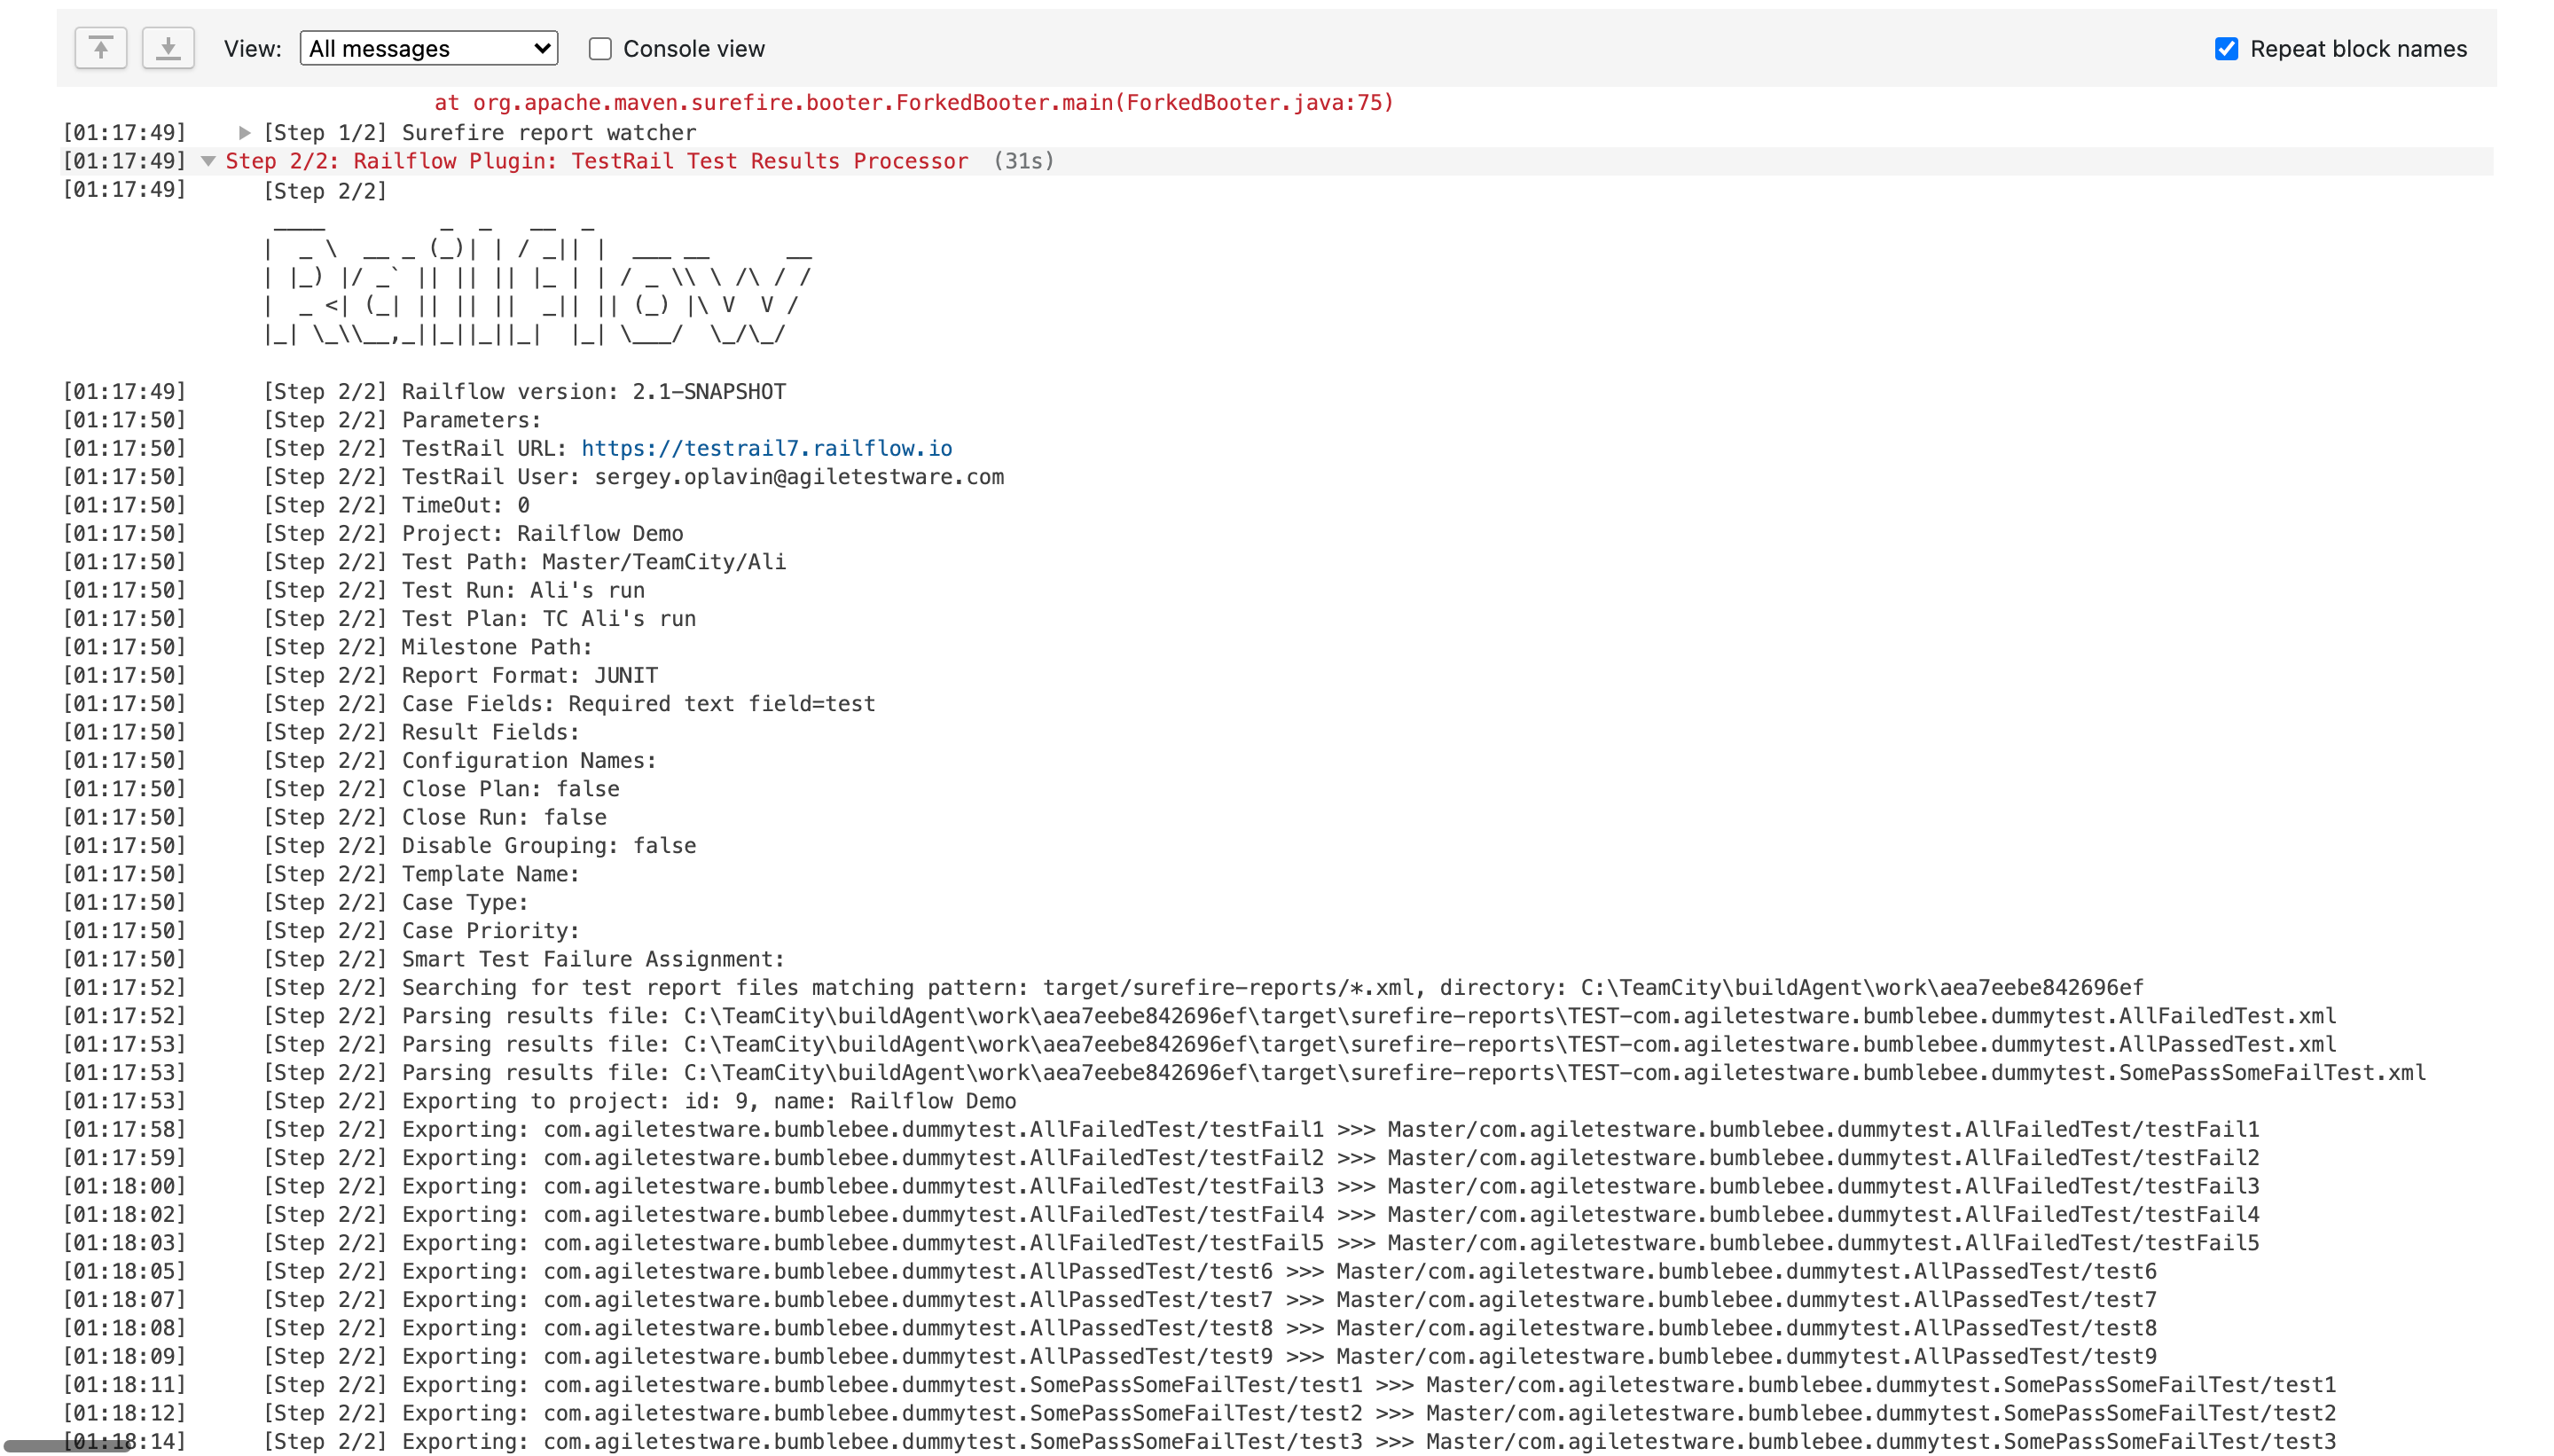 View: All messages Console view Repeat block names
at org.apache.maven.surefire.booter.ForkedBooter.main(ForkedBooter.java:75)
[01:17:49] [Step 1/2] Surefire report watcher
[01:17:49] Step 2/2: Railflow Plugin: TestRail Test Results Processor (31s)
[01:17:49] [Step 2/2]
Railflow
[01:17:49] [Step 2/2] Railflow version: 2.1-SNAPSHOT
[01:17:50] [Step 2/2] Parameters:
[01:17:50] [Step 2/2] TestRail URL: https://testrail7.railflow.io
[01:17:50] [Step 2/2] TestRail User: sergey.oplavin@agiletestware.com
[01:17:50] [Step 2/2] TimeOut: 0
[01:17:50] [Step 2/2] Project: Railflow Demo
[01:17:50] [Step 2/2] Test Path: Master/TeamCity/Ali
[01:17:50] [Step 2/2] Test Run: Ali's run
[01:17:50] [Step 2/2] Test Plan: TC Ali's run
[01:17:50] [Step 2/2] Milestone Path:
[01:17:50] [Step 2/2] Report Format: JUNIT
[01:17:50] [Step 2/2] Case Fields: Required text field=test
[01:17:50] [Step 2/2] Result Fields:
[01:17:50] [Step 2/2] Configuration Names:
[01:17:50] [Step 2/2] Close Plan: false
[01:17:50] [Step 2/2] Close Run: false
[01:17:50] [Step 2/2] Disable Grouping: false
[01:17:50] [Step 2/2] Template Name:
[01:17:50] [Step 2/2] Case Type:
[01:17:50] [Step 2/2] Case Priority:
[01:17:50] [Step 2/2] Smart Test Failure Assignment:
[01:17:52] [Step 2/2] Searching for test report files matching pattern: target/surefire-reports/*.xml, directory: C:\TeamCity\buildAgent\work\aea7eebe842696ef
[01:17:52] [Step 2/2] Parsing results file: C:\TeamCity\buildAgent\work\aea7eebe842696ef\target\surefire-reports\TEST-com.agiletestware.bumblebee.dummytest.AllFailedTest.xml
[01:17:53] [Step 2/2] Parsing results file: C:\TeamCity\buildAgent\work\aea7eebe842696ef\target\surefire-reports\TEST-com.agiletestware.bumblebee.dummytest.AllPassedTest.xml
[01:17:53] [Step 2/2] Parsing results file: C:\TeamCity\buildAgent\work\aea7eebe842696ef\target\surefire-reports\TEST-com.agiletestware.bumblebee.dummytest.SomePassSomeFailTest.xml
[01:17:53] [Step 2/2] Exporting to project: id: 9, name: Railflow Demo
[01:17:58] [Step 2/2] Exporting: com.agiletestware.bumblebee.dummytest.AllFailedTest/testFail1 >>> Master/com.agiletestware.bumblebee.dummytest.AllFailedTest/testFail1
[01:17:59] [Step 2/2] Exporting: com.agiletestware.bumblebee.dummytest.AllFailedTest/testFail2 >>> Master/com.agiletestware.bumblebee.dummytest.AllFailedTest/testFail2
[01:18:00] [Step 2/2] Exporting: com.agiletestware.bumblebee.dummytest.AllFailedTest/testFail3 >>> Master/com.agiletestware.bumblebee.dummytest.AllFailedTest/testFail3
[01:18:02] [Step 2/2] Exporting: com.agiletestware.bumblebee.dummytest.AllFailedTest/testFail4 >>> Master/com.agiletestware.bumblebee.dummytest.AllFailedTest/testFail4
[01:18:03] [Step 2/2] Exporting: com.agiletestware.bumblebee.dummytest.AllFailedTest/testFail5 >>> Master/com.agiletestware.bumblebee.dummytest.AllFailedTest/testFail5
[01:18:05] [Step 2/2] Exporting: com.agiletestware.bumblebee.dummytest.AllPassedTest/test6 >>> Master/com.agiletestware.bumblebee.dummytest.AllPassedTest/test6
[01:18:07] [Step 2/2] Exporting: com.agiletestware.bumblebee.dummytest.AllPassedTest/test7 >>> Master/com.agiletestware.bumblebee.dummytest.AllPassedTest/test7
[01:18:08] [Step 2/2] Exporting: com.agiletestware.bumblebee.dummytest.AllPassedTest/test8 >>> Master/com.agiletestware.bumblebee.dummytest.AllPassedTest/test8
[01:18:09] [Step 2/2] Exporting: com.agiletestware.bumblebee.dummytest.AllPassedTest/test9 >>> Master/com.agiletestware.bumblebee.dummytest.AllPassedTest/test9
[01:18:11] [Step 2/2] Exporting: com.agiletestware.bumblebee.dummytest.SomePassSomeFailTest/test1 >>> Master/com.agiletestware.bumblebee.dummytest.SomePassSomeFailTest/test1
[01:18:12] [Step 2/2] Exporting: com.agiletestware.bumblebee.dummytest.SomePassSomeFailTest/test2 >>> Master/com.agiletestware.bumblebee.dummytest.SomePassSomeFailTest/test2
[01:18:14] [Step 2/2] Exporting: com.agiletestware.bumblebee.dummytest.SomePassSomeFailTest/test3 >>> Master/com.agiletestware.bumblebee.dummytest.SomePassSomeFailTest/test3